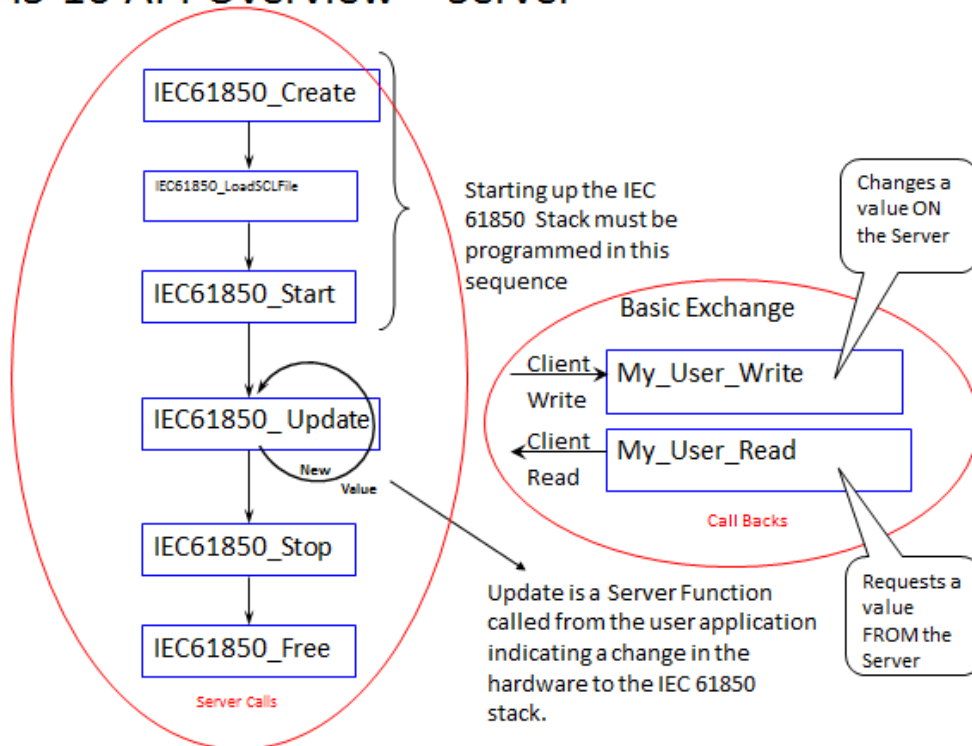 API Overview – Server
IEC61850_Create
IEC61850_LoadSCLFile
IEC61850_Start
IEC61850_ Update
New
Value
IEC61850_Stop
IEC61850_Free
Server Calls
Starting up the IEC
61850 Stack must be
programmed in this
sequence
Changes a
value ON
the Server
Basic Exchange
Client
Write
My_User_Write
Client
Read
My_User_Read
Call Backs
Requests a
value
FROM the
Server
Update is a Server Function
called from the user application
indicating a change in the
hardware to the IEC 61850
stack.